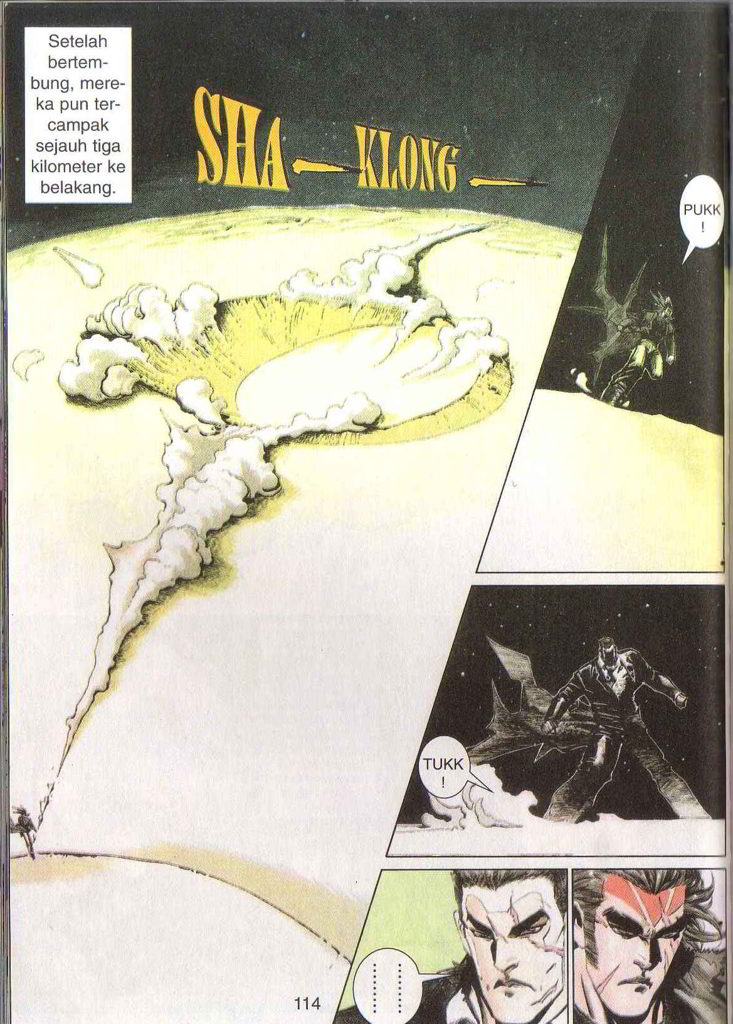 Setelah
bertem-
bung, mere-
ka pun ter-
campak
sejauh tiga
kilometer ke
belakang.
SHA — KLONG —
PUKK
!
TUKK
!
114